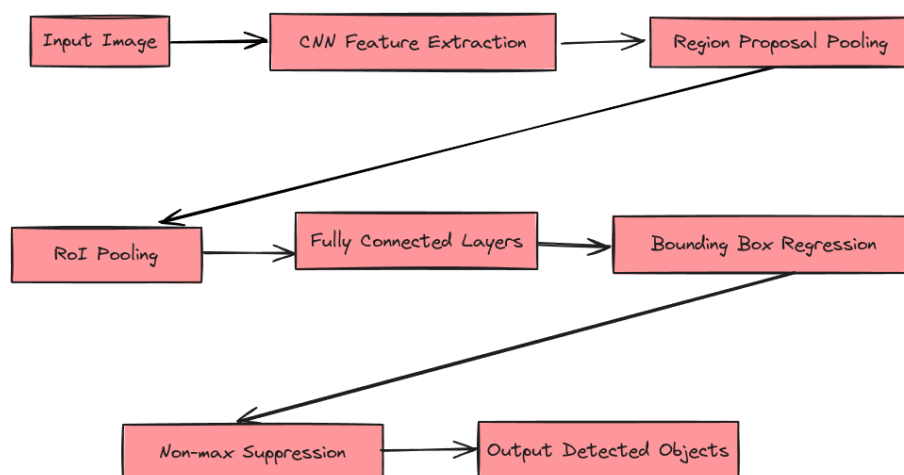 Input Image
CNN Feature Extraction
Region Proposal Pooling
RoI Pooling
Fully Connected Layers
Bounding Box Regression
Non-max Suppression
Output Detected Objects